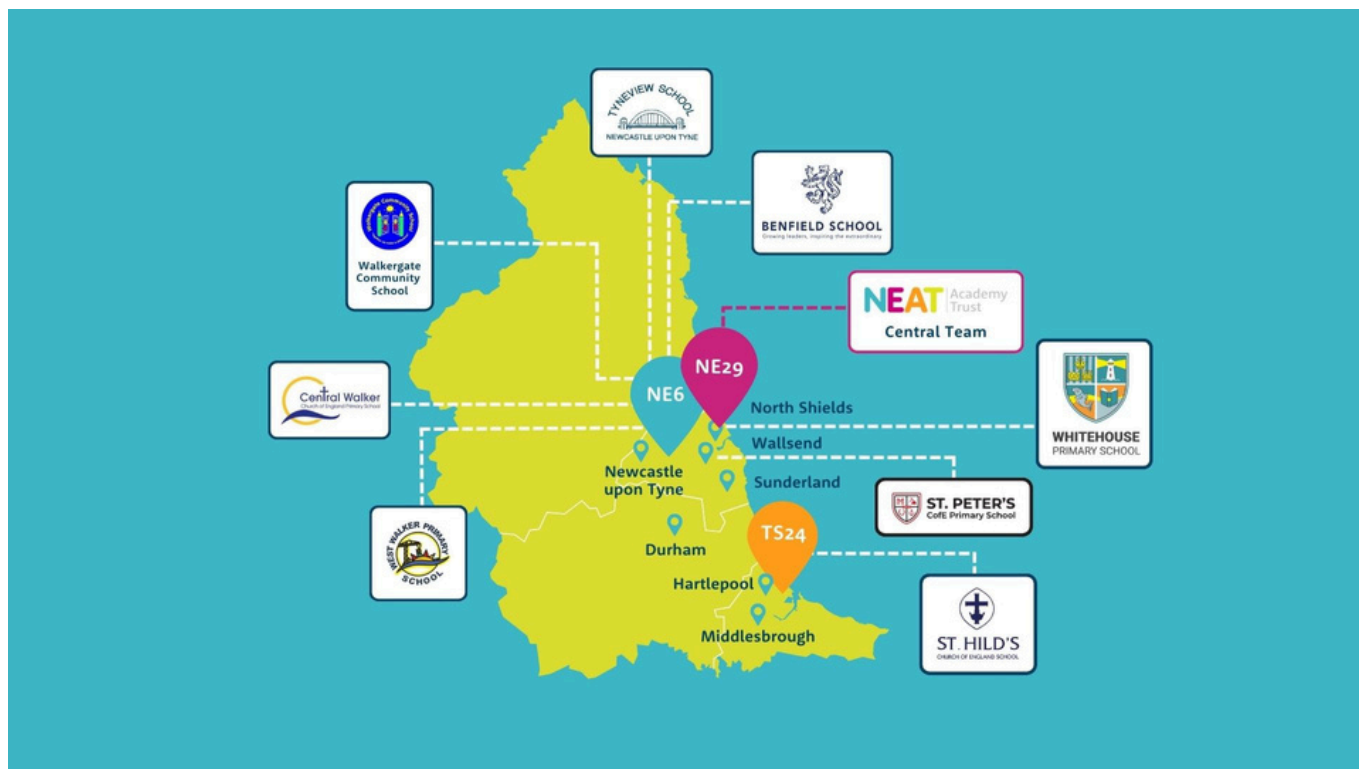 TYNEVIEW SCHOOL
NEWCASTLE UPON TYNE
BENFIELD SCHOOL
Growing leaders, inspiring the extraordinary
Walkergate Community School
Walkergate
Community
School
NEAT Academy
Trust
Central Team
NE29
NE6
Central Walker
Church of England Primary School
North Shields
WHITEHOUSE
PRIMARY SCHOOL
Wallsend
Newcastle
upon Tyne
Sunderland
ST. PETER'S
CofE Primary School
WEST WALKER PRIMARY
SCHOOL
TS24
Durham
Hartlepool
Middlesbrough
ST. HILD'S
CHURCH OF ENGLAND SCHOOL